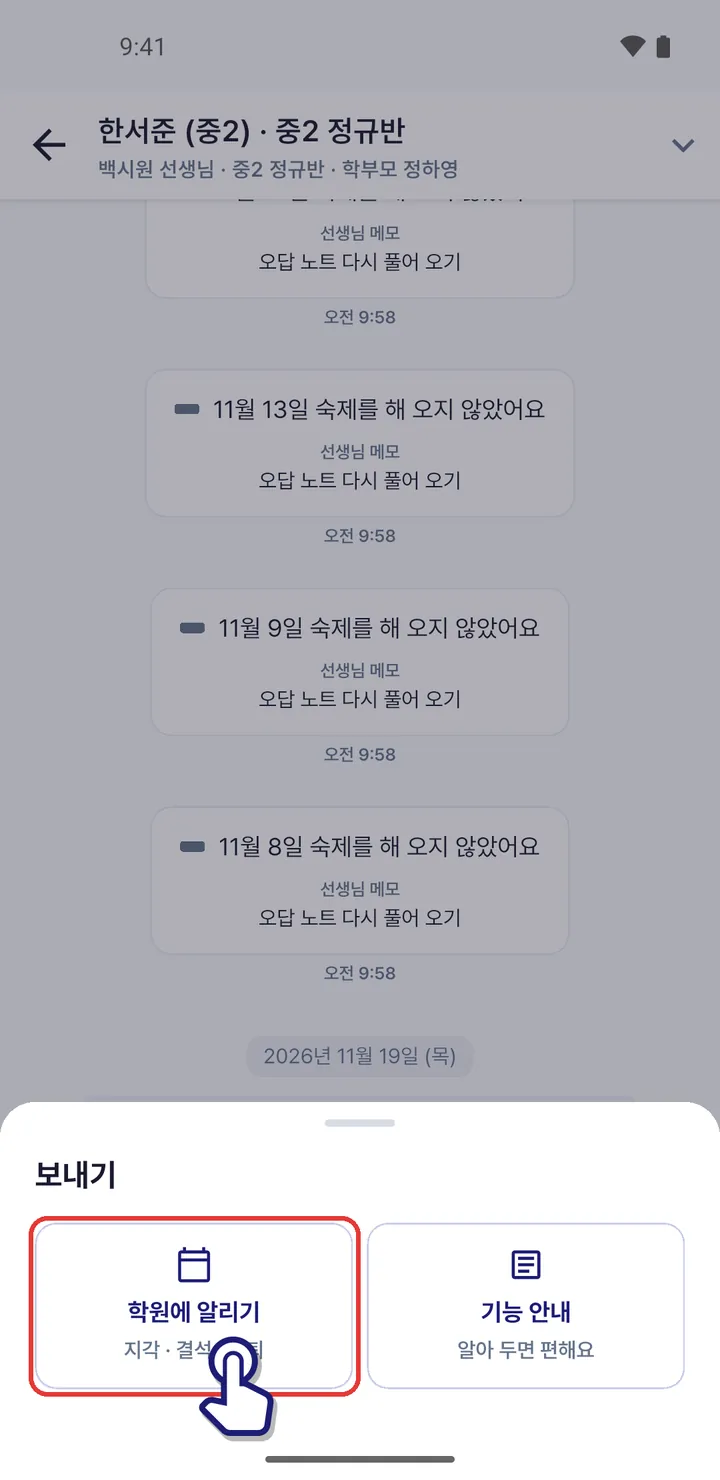 9:41
한서준 (중2) · 중2 정규반
백시원 선생님 · 중2 정규반 · 학부모 정하영
선생님 메모
오답 노트 다시 풀어 오기
오전 9:58
11월 13일 숙제를 해 오지 않았어요
선생님 메모
오답 노트 다시 풀어 오기
오전 9:58
11월 9일 숙제를 해 오지 않았어요
선생님 메모
오답 노트 다시 풀어 오기
오전 9:58
11월 8일 숙제를 해 오지 않았어요
선생님 메모
오답 노트 다시 풀어 오기
오전 9:58
2026년 11월 19일 (목)
보내기
학원에 알리기
기능 안내
지각 · 결석
알아 두면 편해요